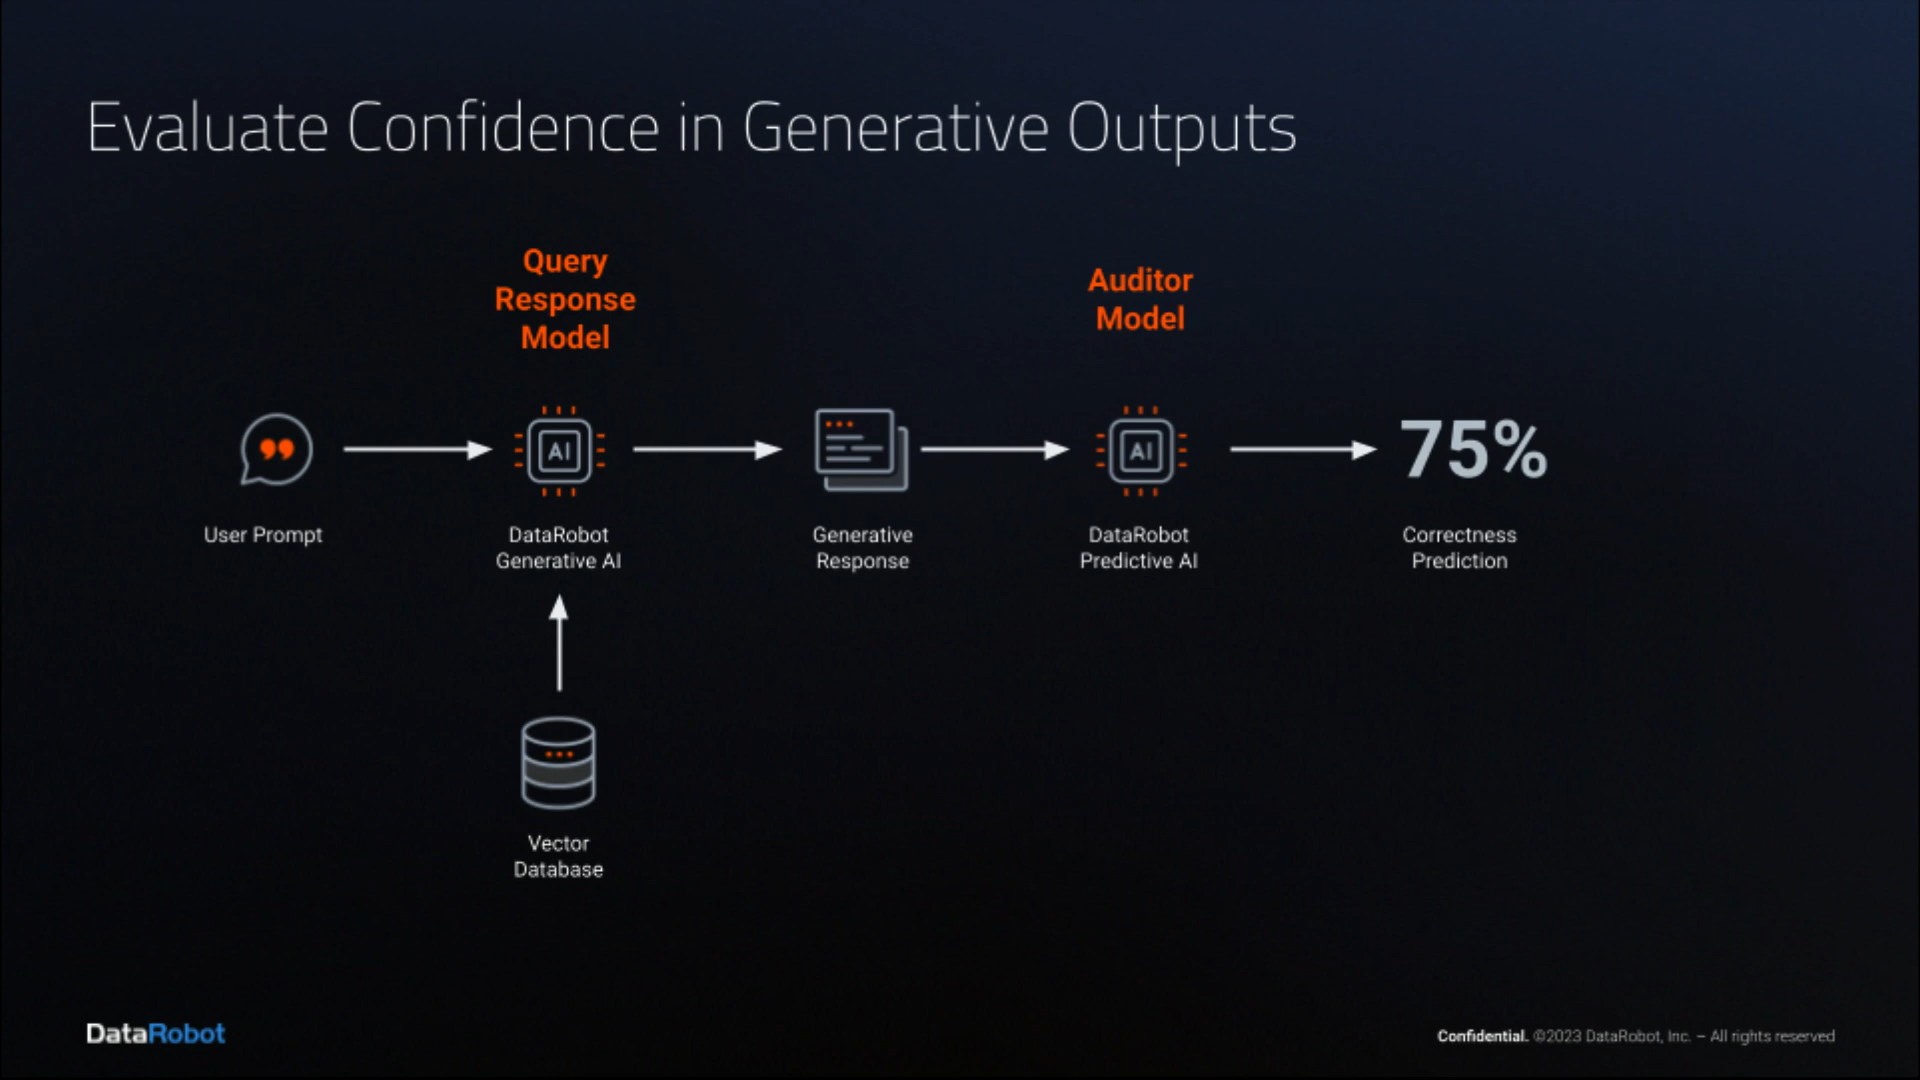 Evaluate Confidence in Generative Outputs
Query
Response
Model
Auditor
Model
AI
AI
75%
User Prompt
DataRobot
Generative AI
Generative
Response
DataRobot
Predictive AI
Correctness
Prediction
Vector
Database
DataRobot
Confidential. ©2023 DataRobot, Inc. – All rights reserved